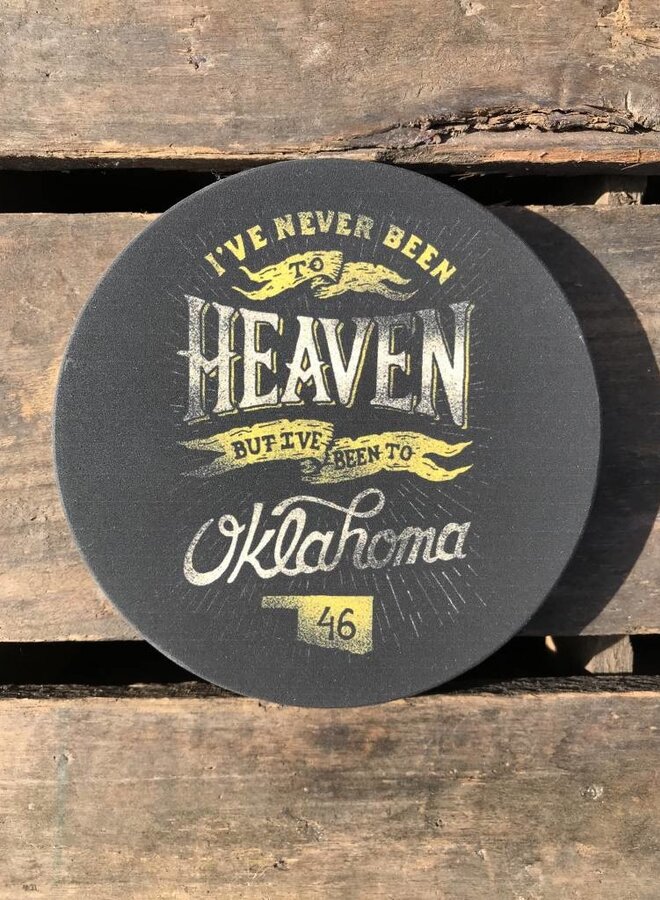 I'VE NEVER BEEN
TO
HEAVEN
BUT I'VE BEEN TO
Oklahoma
46